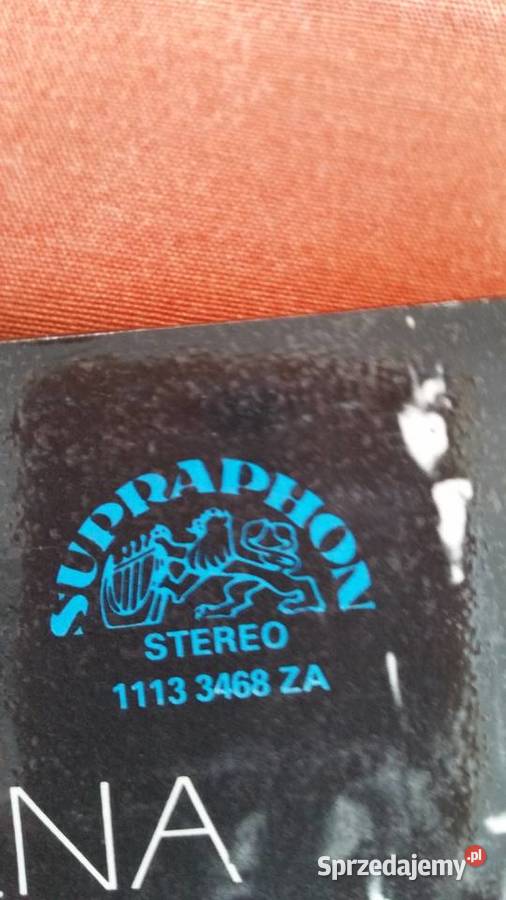 SUPRAPHON
STEREO
1113 3468 ZA
NA
Sprzedajemy.pl